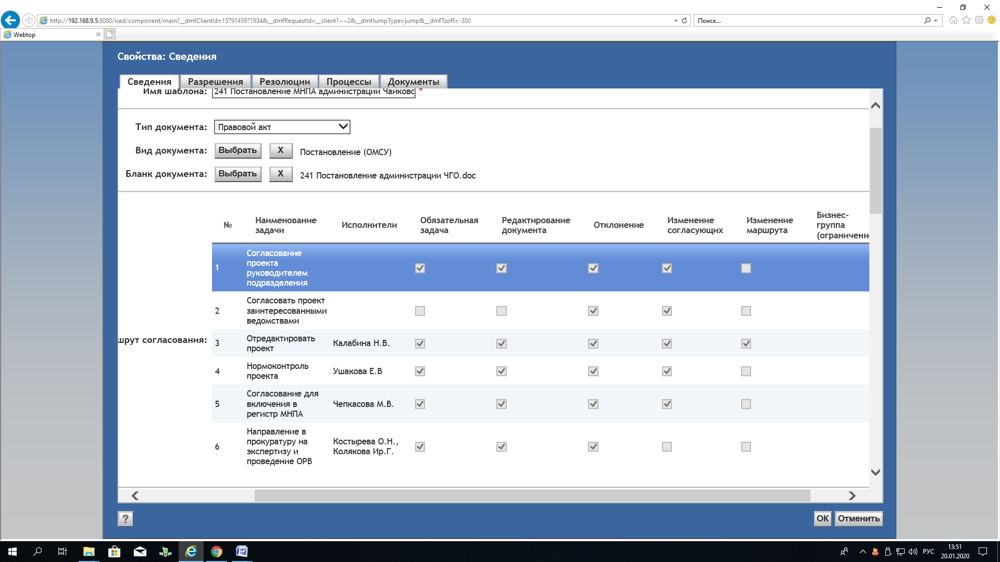 http://192.168.9.5:8080/ised/component/main?__dmfClientId=1579145971834&__dmfRequestId=__client1~~2&__dmfJumpType=jump&__dmfTzoff=-300
Поиск...
Webtop
Свойства: Сведения
Сведения Разрешения Резолюции Процессы Документы
Имя шаблона: 241 Постановление МНПА администрации Чайковс *
Тип документа: Правовой акт
Вид документа: Выбрать X Постановление (ОМСУ)
Бланк документа: Выбрать X 241 Постановление администрации ЧГО.doc
№
Наименование
задачи
Исполнители
Обязательная
задача
Редактирование
документа
Отклонение
Изменение
согласующих
Изменение
маршрута
Бизнес-
группа
(ограничени
шрут согласования:
1
Согласование
проекта
руководителем
подразделения
2
Согласовать проект
заинтересованными
ведомствами
3
Отредактировать
проект
Калабина Н.В.
4
Нормоконтроль
проекта
Ушакова Е.В
5
Согласование для
включения в
регистр МНПА
Чепкасова М.В.
6
Направление в
прокуратуру на
экспертизу и
проведение ОРВ
Костырева О.Н.,
Колякова Ир.Г.
?
ОК Отменить
РУС
13:51
20.01.2020